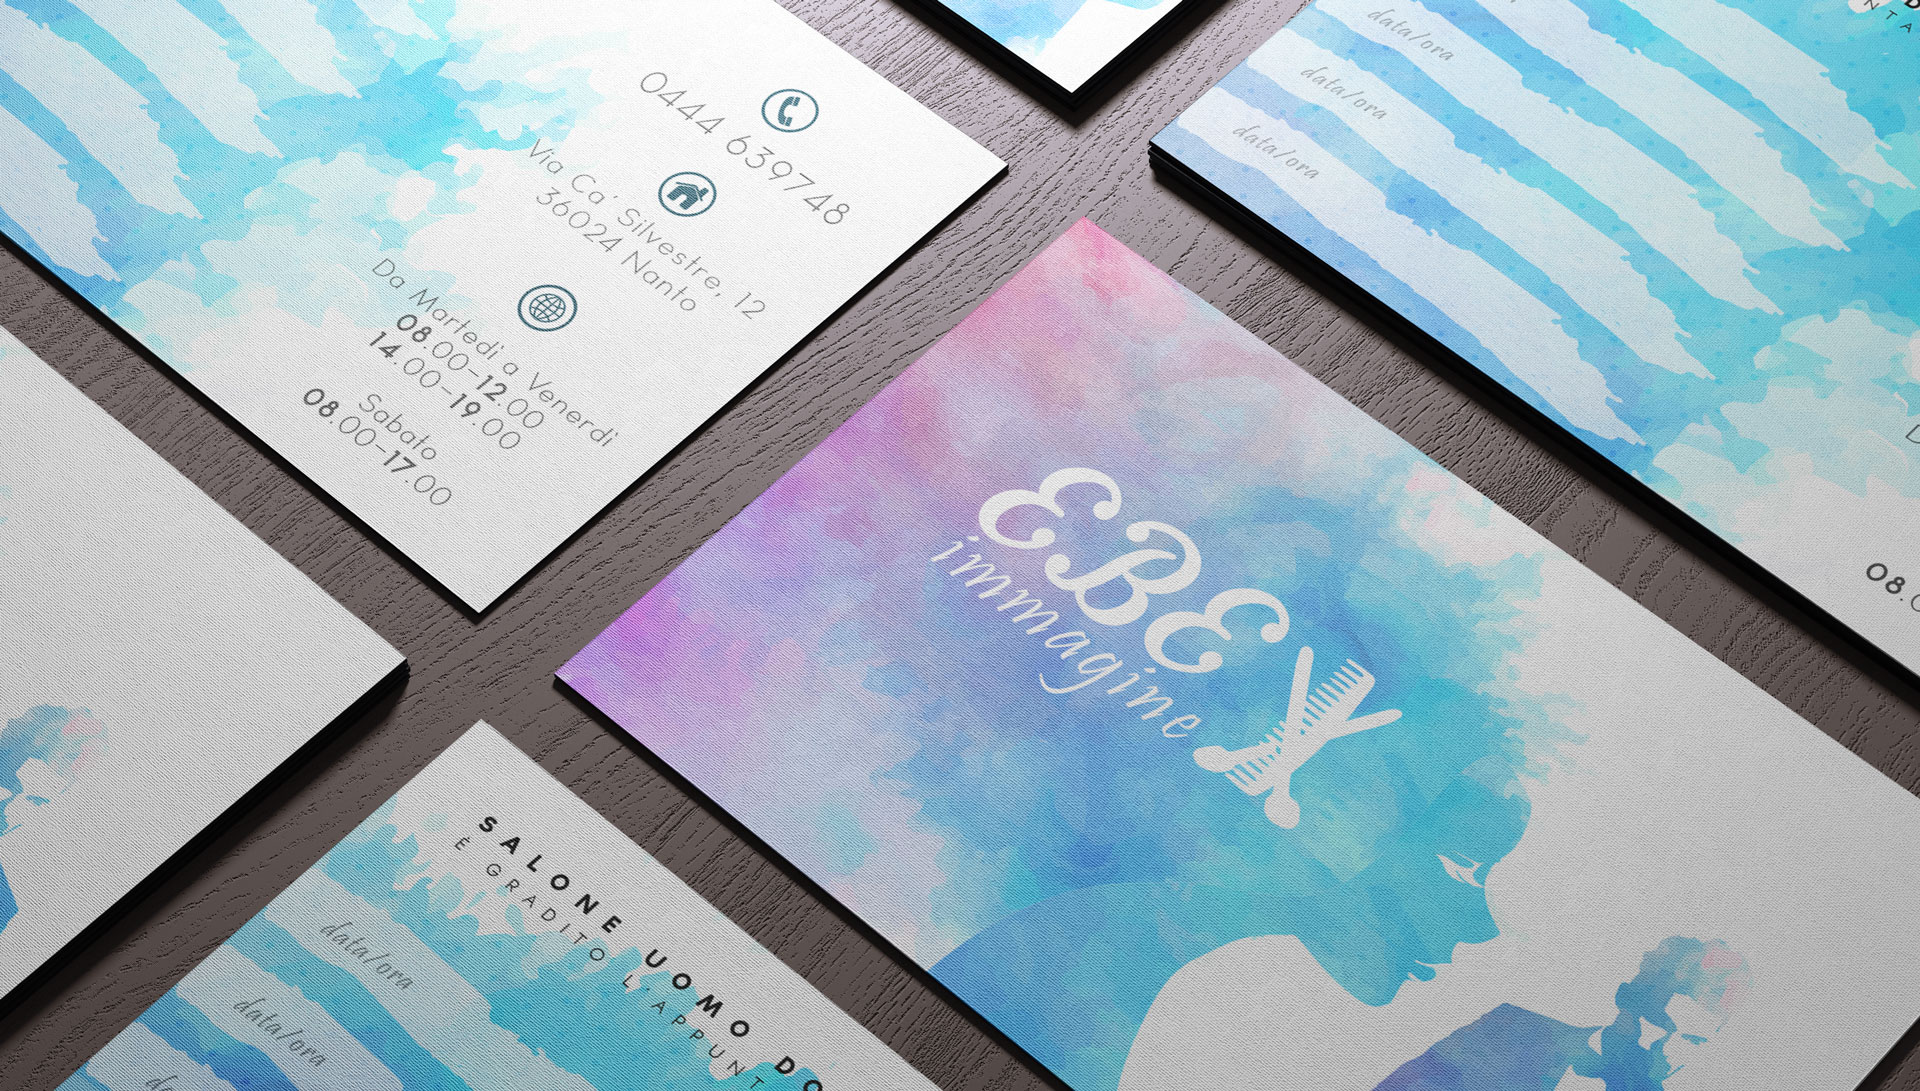 0444 639748
Via Ca' Silvestre, 12
36024 Nanto
Da Martedì a Venerdì
08.00-12.00
14.00-19.00
Sabato
08.00-17.00
data/ora
data/ora
data/ora
EBE
immagine
08.
SALONE UOMO DO
È GRADITO L'APPUNT
data/ora
data/ora